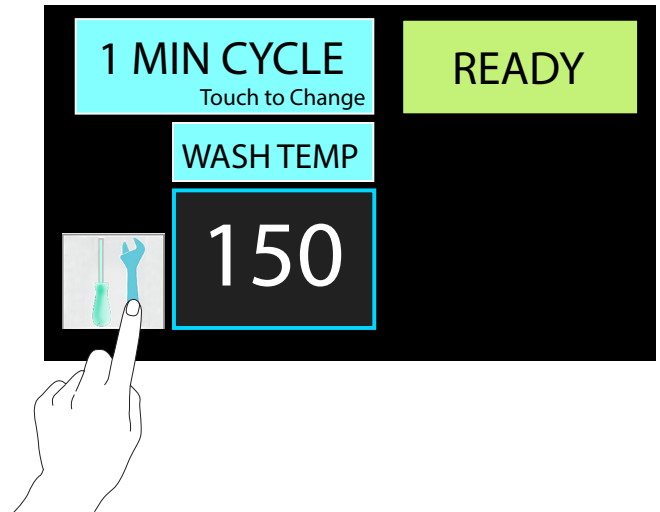 1 MIN CYCLE
Touch to Change
READY
WASH TEMP
150